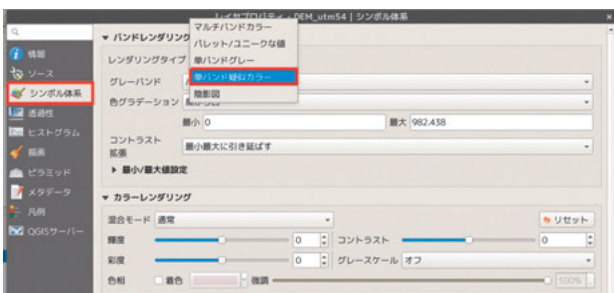 レイヤプロパティ - DEM_utm54 | シンボル体系
情報
ソース
シンボル体系
透過性
ヒストグラム
描画
ピラミッド
メタデータ
凡例
QGISサーバー
バンドレンダリング
レンダリングタイプ
マルチバンドカラー
パレット/ユニークな値
単バンドグレー
単バンド疑似カラー
陰影図
グレーバンド
色グラデーション
最小 0
最大 982.438
コントラスト
拡張
最小最大に引き延ばす
最小/最大値設定
カラーレンダリング
混合モード 通常
リセット
輝度 0 コントラスト 0
彩度 0 グレースケール オフ
色相 着色 強調 100%